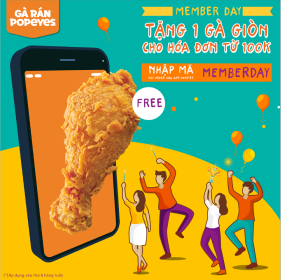 GÀ RÁN
POPEYES
MEMBER DAY
TẶNG 1 GÀ GIÒN
CHO HÓA ĐƠN TỪ 100K
NHẬP MÃ
MEMBERDAY
FREE